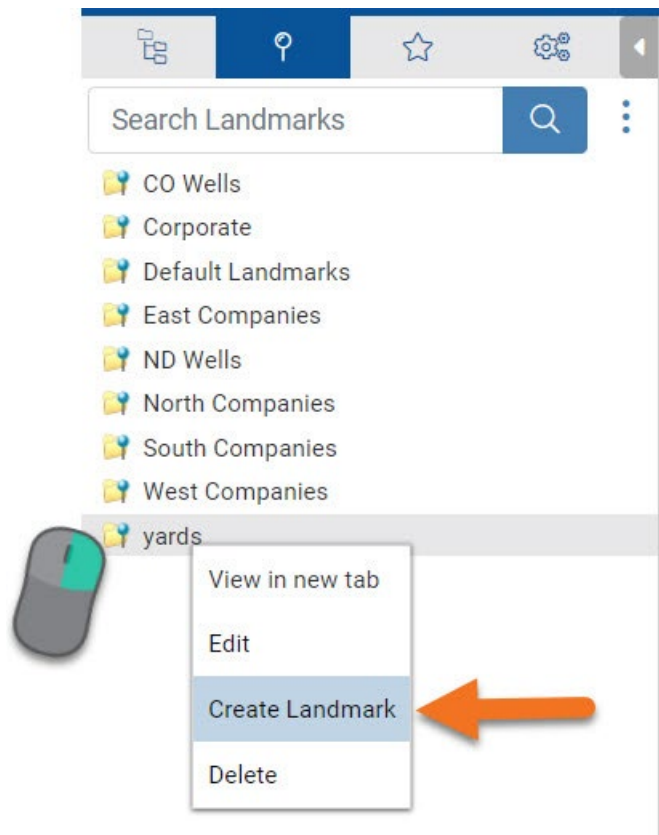 Search Landmarks
CO Wells
Corporate
Default Landmarks
East Companies
ND Wells
North Companies
South Companies
West Companies
yards
View in new tab
Edit
Create Landmark
Delete